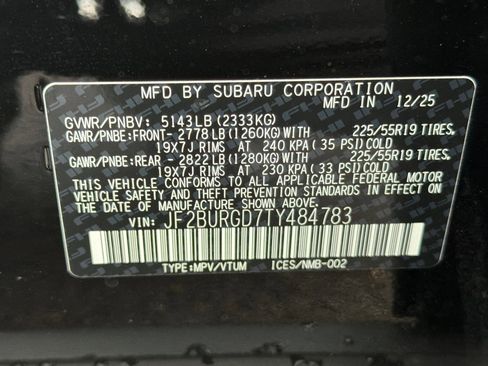 MFD BY SUBARU CORPORATION
MFD IN 12/25
GVWR/PNBV: 5143LB(2333KG)
GAWR/PNBE:FRONT- 2778LB(1260KG)WITH 225/55R19 TIRES,
19X7J RIMS AT 240 KPA( 35 PSI)COLD
GAWR/PNBE:REAR - 2822LB(1280KG)WITH 225/55R19 TIRES,
19X7J RIMS AT 230 KPA( 33 PSI)COLD
THIS VEHICLE CONFORMS TO ALL APPLICABLE FEDERAL MOTOR
VEHICLE SAFETY AND THEFT PREVENTION STANDARDS IN
EFFECT ON THE DATE OF MANUFACTURE SHOWN ABOVE.
VIN: JF2BURGD7TY484783
TYPE:MPV/VTUM ICES/NMB-002